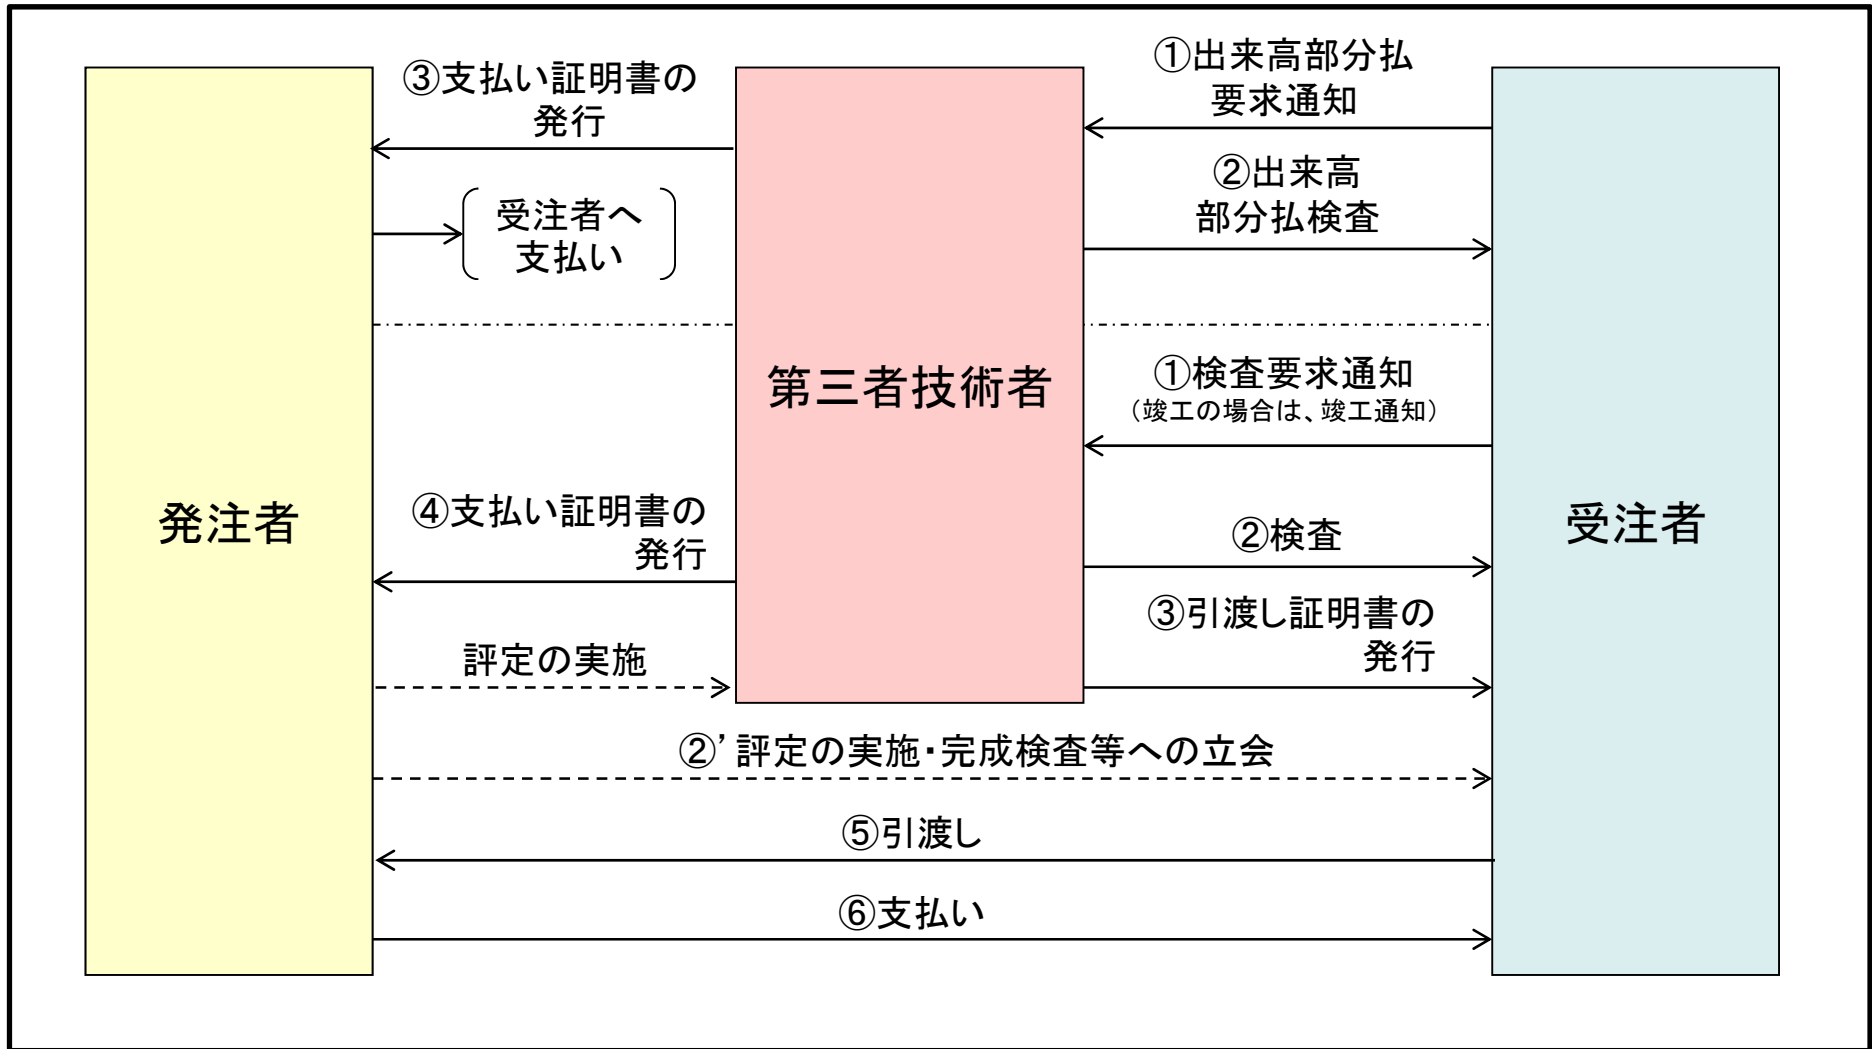 ①出来高部分払
要求通知
③支払い証明書の
発行
②出来高
部分払検査
受注者へ
支払い
第三者技術者
①検査要求通知
（竣工の場合は、竣工通知）
発注者
受注者
④支払い証明書の
発行
②検査
③引渡し証明書の
発行
評定の実施
②’評定の実施・完成検査等への立会
⑤引渡し
⑥支払い